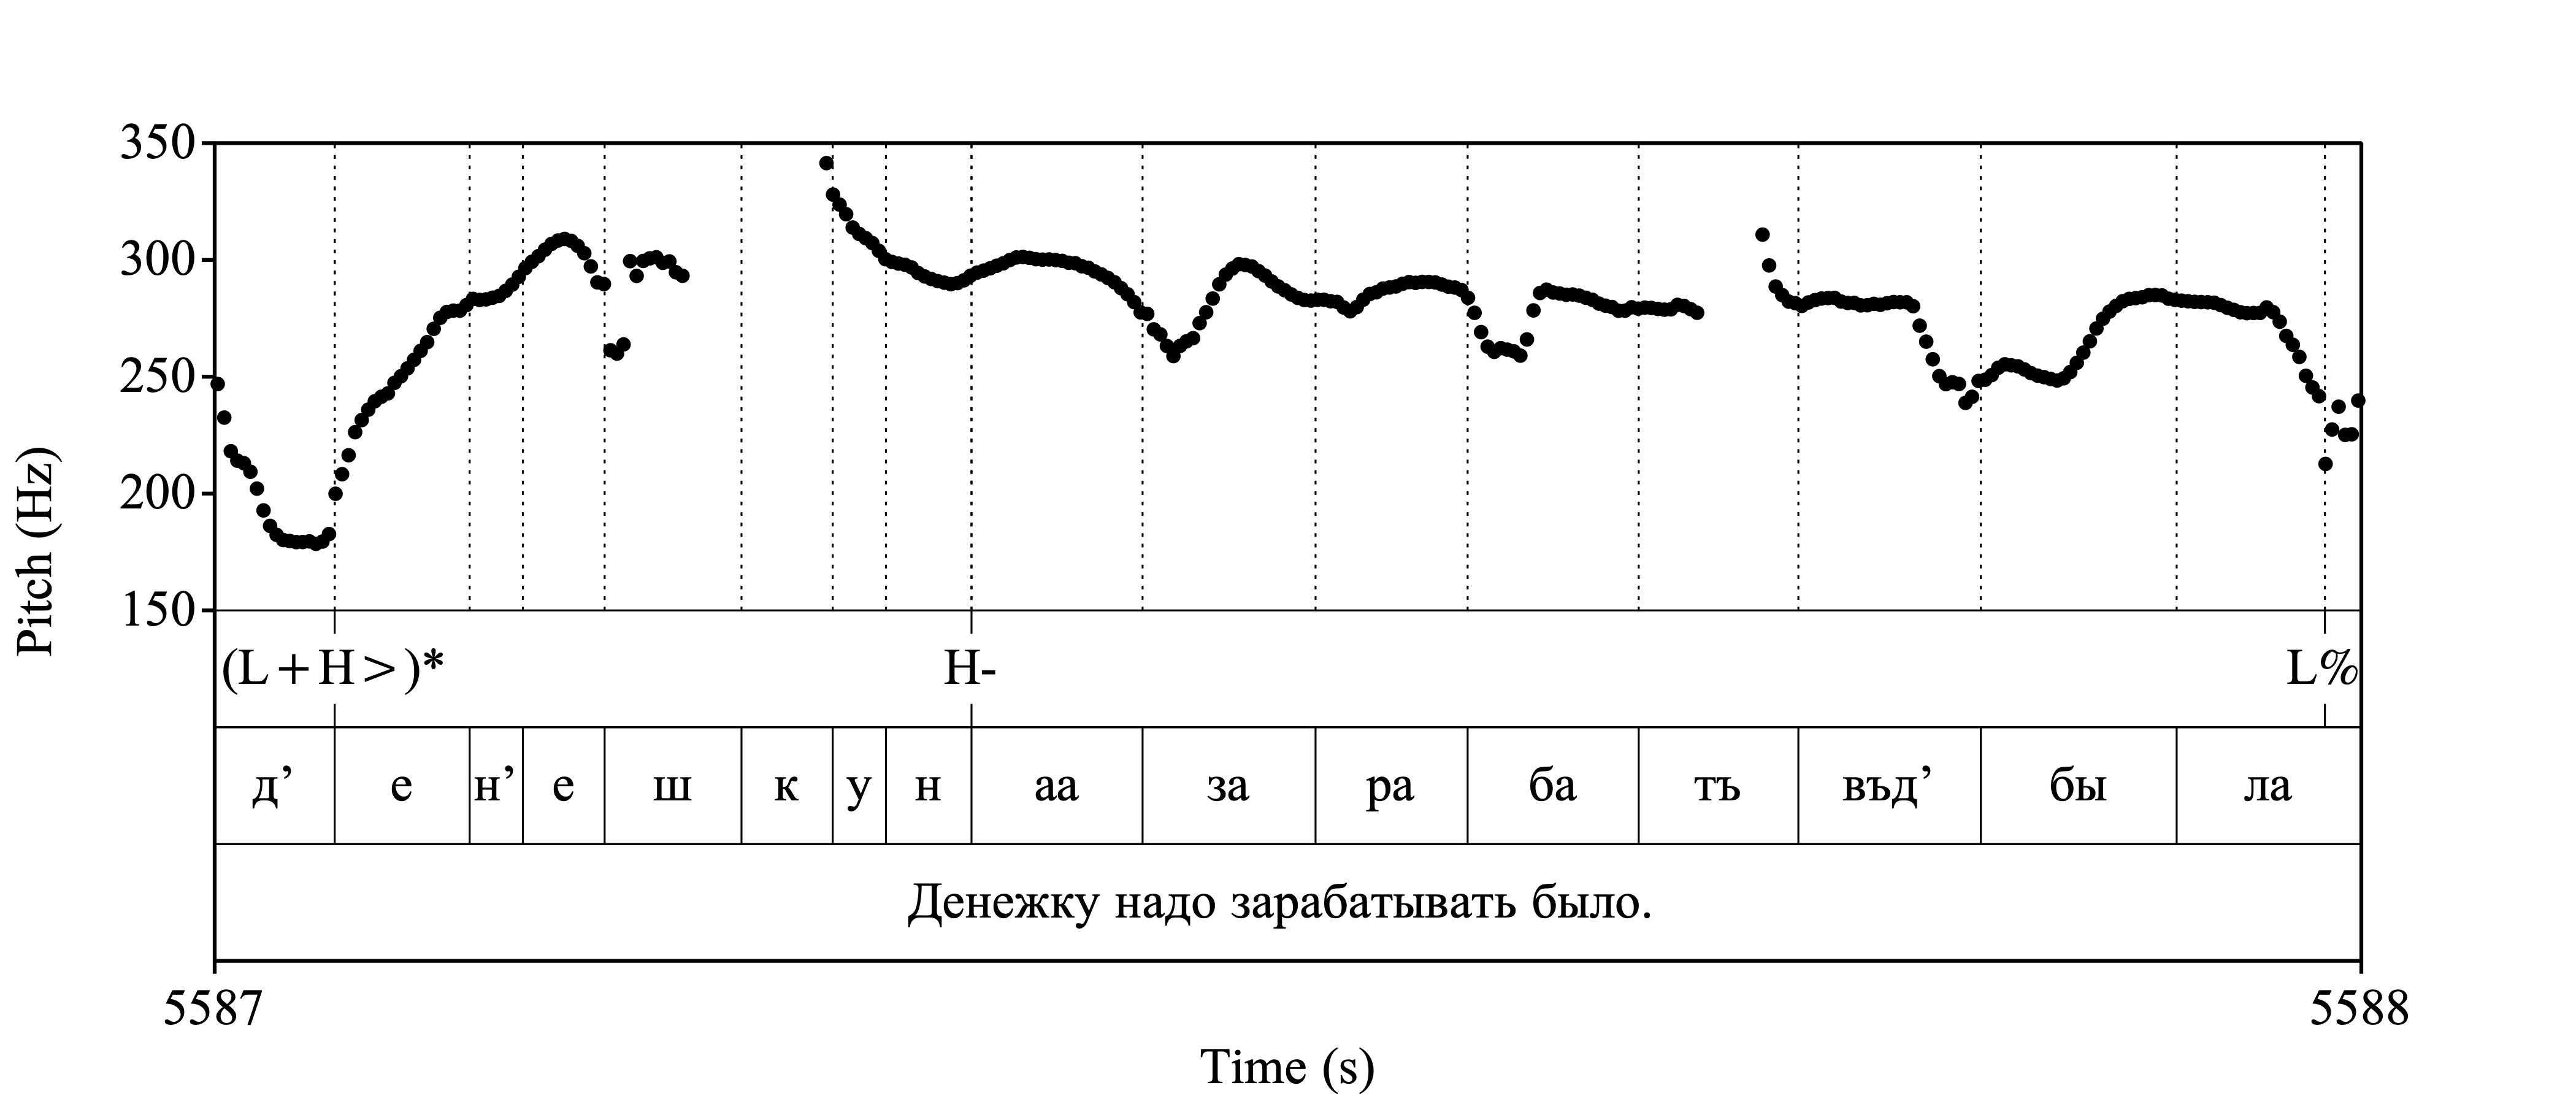 350
300
250
200
150
Pitch (Hz)
(L+H>)* H- L%
д’ е н’ е ш к у н аа за ра ба тъ въд’ бы ла
Денежку надо зарабатывать было.
5587 5588
Time (s)